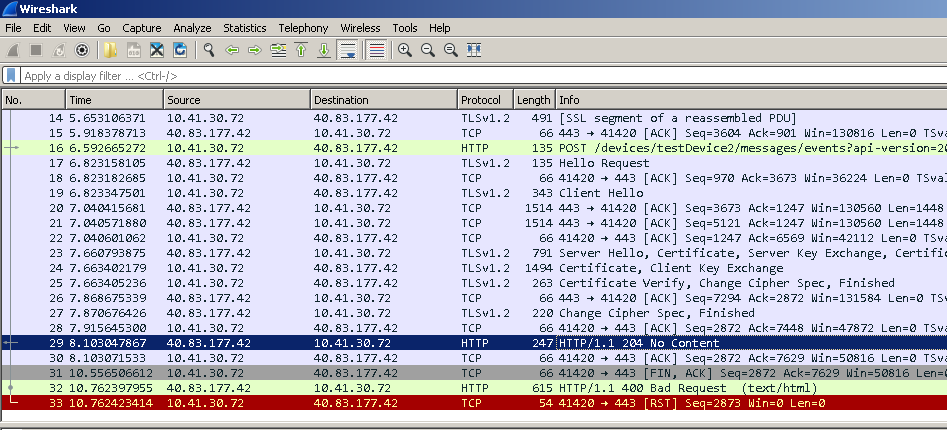 Wireshark
File Edit View Go Capture Analyze Statistics Telephony Wireless Tools Help
Apply a display filter ... <Ctrl-/>
No. Time Source Destination Protocol Length Info
14 5.653106371 10.41.30.72 40.83.177.42 TLSv1.2 491 [SSL segment of a reassembled PDU]
15 5.918378713 40.83.177.42 10.41.30.72 TCP 66 443 → 41420 [ACK] Seq=3604 Ack=901 Win=130816 Len=0 TSva
16 6.592665272 10.41.30.72 40.83.177.42 HTTP 135 POST /devices/testDevice2/messages/events?api-version=20
17 6.823158105 40.83.177.42 10.41.30.72 TLSv1.2 135 Hello Request
18 6.823182685 10.41.30.72 40.83.177.42 TCP 66 41420 → 443 [ACK] Seq=970 Ack=3673 Win=36224 Len=0 TSval
19 6.823347501 10.41.30.72 40.83.177.42 TLSv1.2 343 Client Hello
20 7.040415681 40.83.177.42 10.41.30.72 TCP 1514 443 → 41420 [ACK] Seq=3673 Ack=1247 Win=130560 Len=1448
21 7.040571880 40.83.177.42 10.41.30.72 TCP 1514 443 → 41420 [ACK] Seq=5121 Ack=1247 Win=130560 Len=1448
22 7.040601062 10.41.30.72 40.83.177.42 TCP 66 41420 → 443 [ACK] Seq=1247 Ack=6569 Win=42112 Len=0 TSva
23 7.660793875 40.83.177.42 10.41.30.72 TLSv1.2 791 Server Hello, Certificate, Server Key Exchange, Certific
24 7.663402179 10.41.30.72 40.83.177.42 TLSv1.2 1494 Certificate, Client Key Exchange
25 7.663405236 10.41.30.72 40.83.177.42 TLSv1.2 263 Certificate Verify, Change Cipher Spec, Finished
26 7.868675339 40.83.177.42 10.41.30.72 TCP 66 443 → 41420 [ACK] Seq=7294 Ack=2872 Win=131584 Len=0 TSv
27 7.870676426 40.83.177.42 10.41.30.72 TLSv1.2 220 Change Cipher Spec, Finished
28 7.915645300 10.41.30.72 40.83.177.42 TCP 66 41420 → 443 [ACK] Seq=2872 Ack=7448 Win=47872 Len=0 TSva
29 8.103047867 40.83.177.42 10.41.30.72 HTTP 247 HTTP/1.1 204 No Content
30 8.103071533 10.41.30.72 40.83.177.42 TCP 66 41420 → 443 [ACK] Seq=2872 Ack=7629 Win=50816 Len=0 TSva
31 10.556506612 10.41.30.72 40.83.177.42 TCP 66 41420 → 443 [FIN, ACK] Seq=2872 Ack=7629 Win=50816 Len=
32 10.762397955 40.83.177.42 10.41.30.72 HTTP 615 HTTP/1.1 400 Bad Request (text/html)
33 10.762423414 10.41.30.72 40.83.177.42 TCP 54 41420 → 443 [RST] Seq=2873 Win=0 Len=0